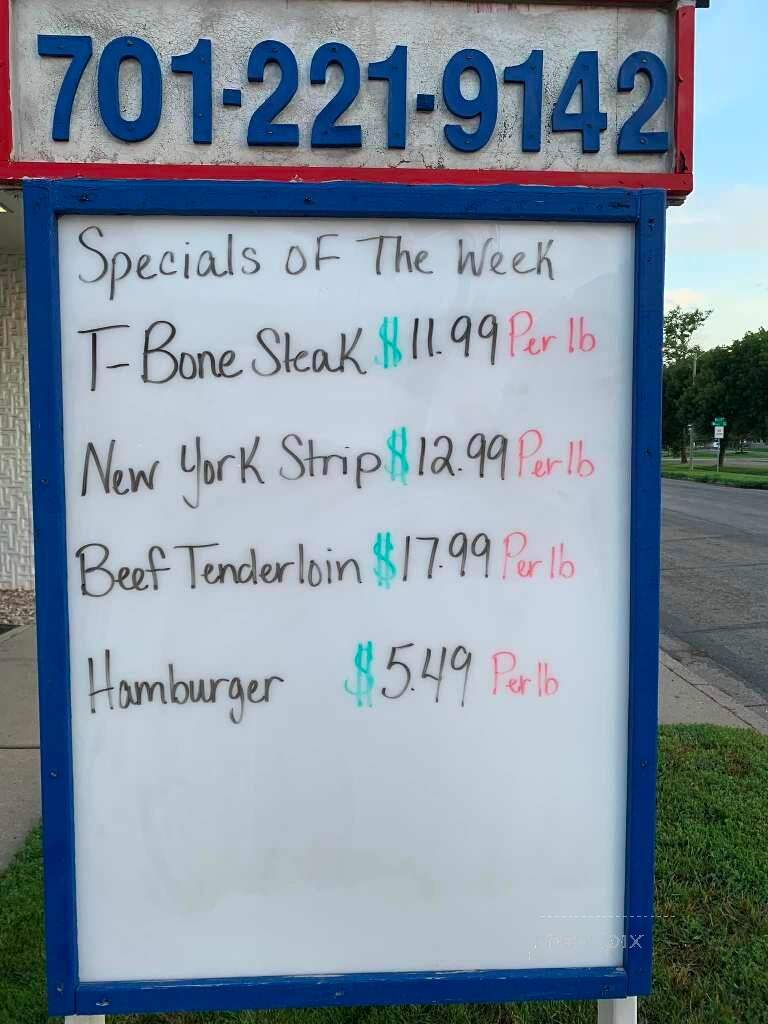 701-221-9142
Specials OF The Week
T-Bone Steak $11.99 Per lb
New York Strip $12.99 Per lb
Beef Tenderloin $17.99 Per lb
Hamburger $5.49 Per lb